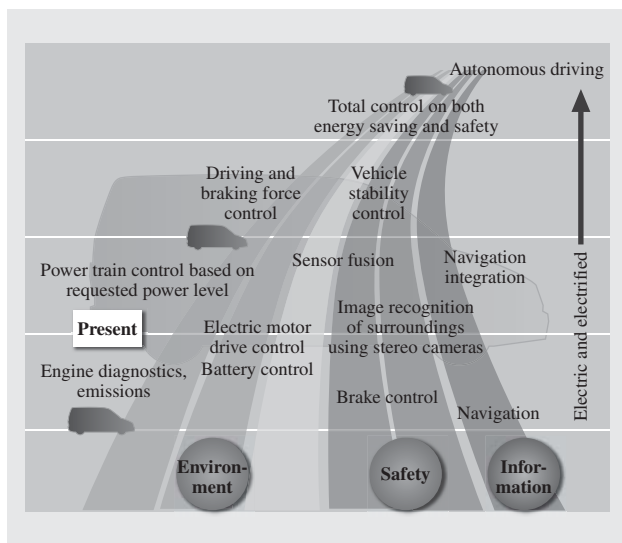 Autonomous driving
Total control on both
energy saving and safety
Driving and
braking force
control
Vehicle
stability
control
Power train control based on
requested power level
Sensor fusion
Navigation
integration
Present
Electric motor
drive control
Battery control
Image recognition
of surroundings
using stereo cameras
Engine diagnostics,
emissions
Brake control
Navigation
Electric and electrified
Environ-
ment
Safety
Infor-
mation